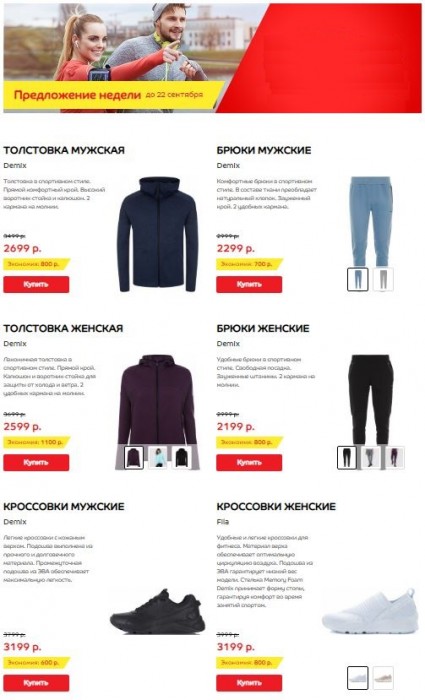 Предложение недели до 22 сентября
ТОЛСТОВКА МУЖСКАЯ
Demix
Толстовка в спортивном стиле.
Прямой комфортный крой. Высокий
воротник стойка и капюшон. 2
кармана на молнии.
3499 р.
2699 р.
Экономия: 800 р.
Купить
БРЮКИ МУЖСКИЕ
Demix
Комфортные брюки в спортивном
стиле. В составе ткани преобладает
натуральный хлопок. Зауженный
крой. 2 удобных кармана.
2999 р.
2299 р.
Экономия: 700 р.
Купить
ТОЛСТОВКА ЖЕНСКАЯ
Demix
Лаконичная толстовка в
спортивном стиле. Прямой крой.
Капюшон и воротник стойка для
защиты от холода и ветра. 2
удобных кармана на молнии.
3699 р.
2599 р.
Экономия: 1100 р.
Купить
БРЮКИ ЖЕНСКИЕ
Demix
Удобные брюки в спортивном
стиле. Свободная посадка.
Зауженные штанины. 2 кармана на
молнии.
2999 р.
2199 р.
Экономия: 800 р.
Купить
КРОССОВКИ МУЖСКИЕ
Demix
Легкие кроссовки с кожаным
верхом. Подошва выполнена из
прочного и долговечного
материала. Промежуточная
подошва из ЭВА обеспечивает
максимальную легкость.
3799 р.
3199 р.
Экономия: 600 р.
Купить
КРОССОВКИ ЖЕНСКИЕ
Fila
Удобные и легкие кроссовки для
фитнеса. Материал верха
обеспечивает оптимальную
циркуляцию воздуха. Подошва из
ЭВА гарантирует низкий вес
модели. Стелька Memory Foam
Demix принимает форму стопы,
гарантируя комфорт во время
занятий спортом.
3999 р.
3199 р.
Экономия: 800 р.
Купить